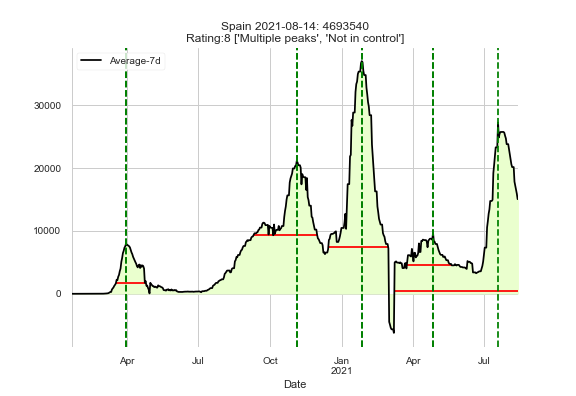 Spain 2021-08-14: 4693540
Rating:8 ['Multiple peaks', 'Not in control']
Average-7d
30000
20000
10000
0
Apr Jul Oct Jan Apr Jul
2021
Date